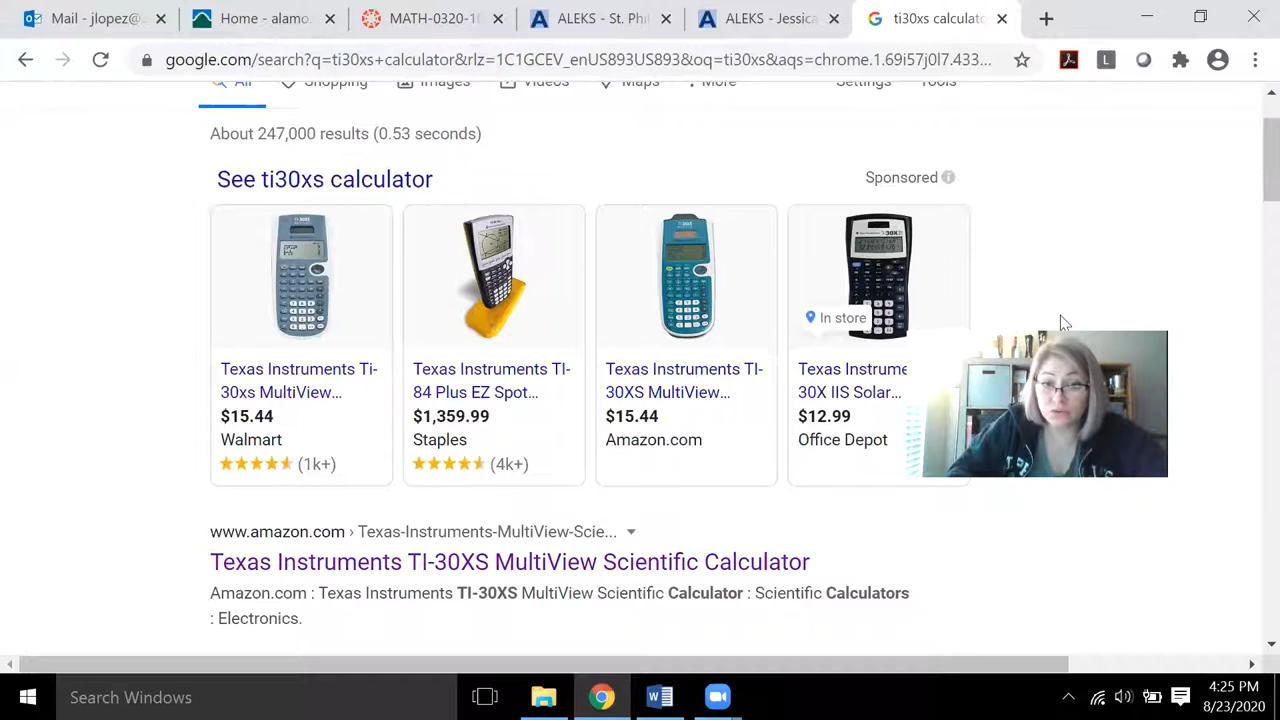 Mail - jlopez@
Home - alamo.
MATH-0320-1
ALEKS - St. Phi
ALEKS - Jessica
ti30xs calculato
google.com/search?q=ti30xs+calculator&rlz=1C1GCEV_enUS893US893&oq=ti30xs&aqs=chrome.1.69i57j0l7.433...
All
Shopping
Images
Videos
Maps
More
Settings
Tools
About 247,000 results (0.53 seconds)
See ti30xs calculator
Sponsored
In store
Texas Instruments Ti-
30xs MultiView...
$15.44
Walmart
(1k+)
Texas Instruments TI-
84 Plus EZ Spot...
$1,359.99
Staples
(4k+)
Texas Instruments TI-
30XS MultiView...
$15.44
Amazon.com
Texas Instrume
30X IIS Solar...
$12.99
Office Depot
www.amazon.com › Texas-Instruments-MultiView-Scie...
Texas Instruments TI-30XS MultiView Scientific Calculator
Amazon.com : Texas Instruments TI-30XS MultiView Scientific Calculator : Scientific Calculators
: Electronics.
Search Windows
4:25 PM
8/23/2020